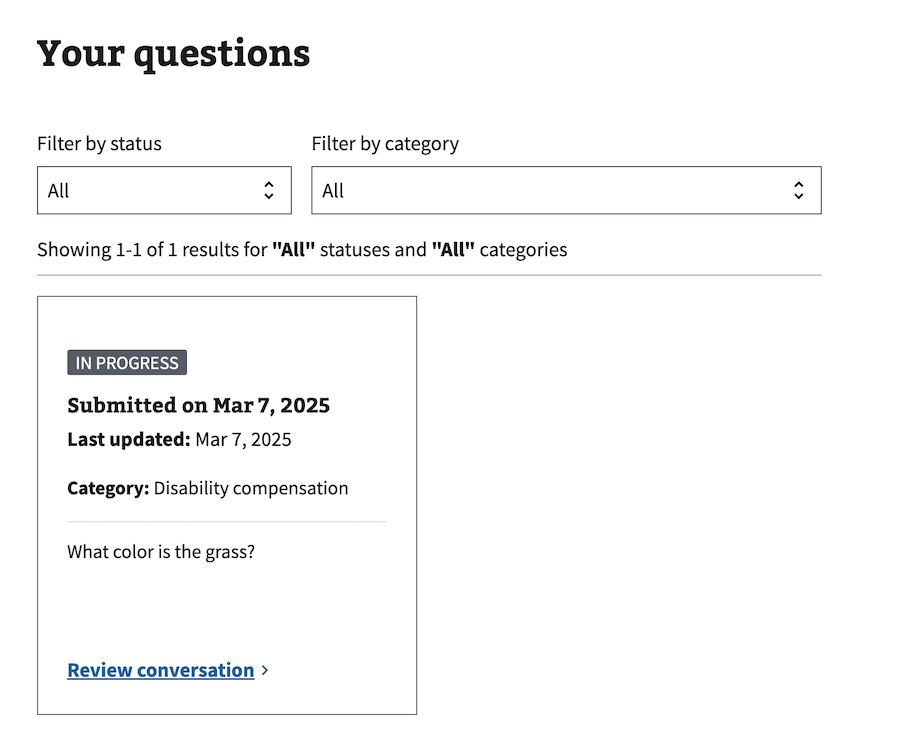 Your questions
Filter by status
Filter by category
All
All
Showing 1-1 of 1 results for "All" statuses and "All" categories
IN PROGRESS
Submitted on Mar 7, 2025
Last updated: Mar 7, 2025
Category: Disability compensation
What color is the grass?
Review conversation